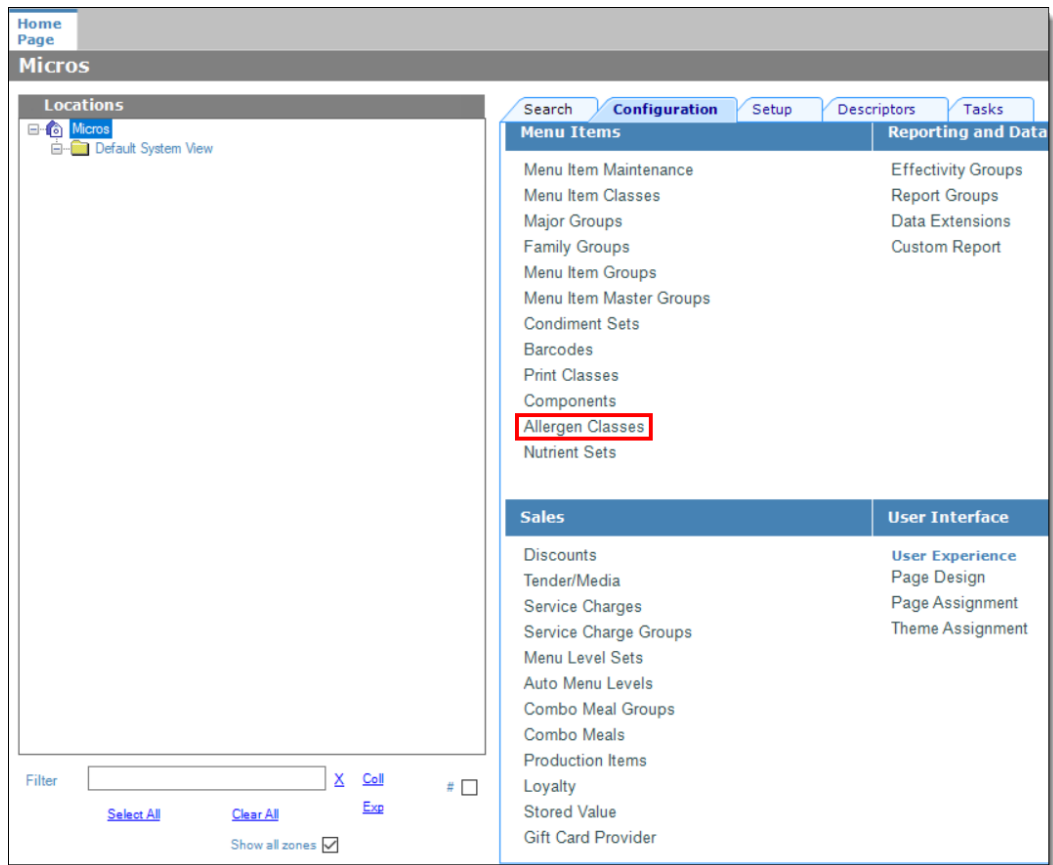 Home
Page
Micros
Locations
Micros
Default System View
Filter
X
Coll
#
Select All
Clear All
Exp
Show all zones
Search
Configuration
Setup
Descriptors
Tasks
Menu Items
Menu Item Maintenance
Menu Item Classes
Major Groups
Family Groups
Menu Item Groups
Menu Item Master Groups
Condiment Sets
Barcodes
Print Classes
Components
Allergen Classes
Nutrient Sets
Reporting and Data
Effectivity Groups
Report Groups
Data Extensions
Custom Report
Sales
Discounts
Tender/Media
Service Charges
Service Charge Groups
Menu Level Sets
Auto Menu Levels
Combo Meal Groups
Combo Meals
Production Items
Loyalty
Stored Value
Gift Card Provider
User Interface
User Experience
Page Design
Page Assignment
Theme Assignment